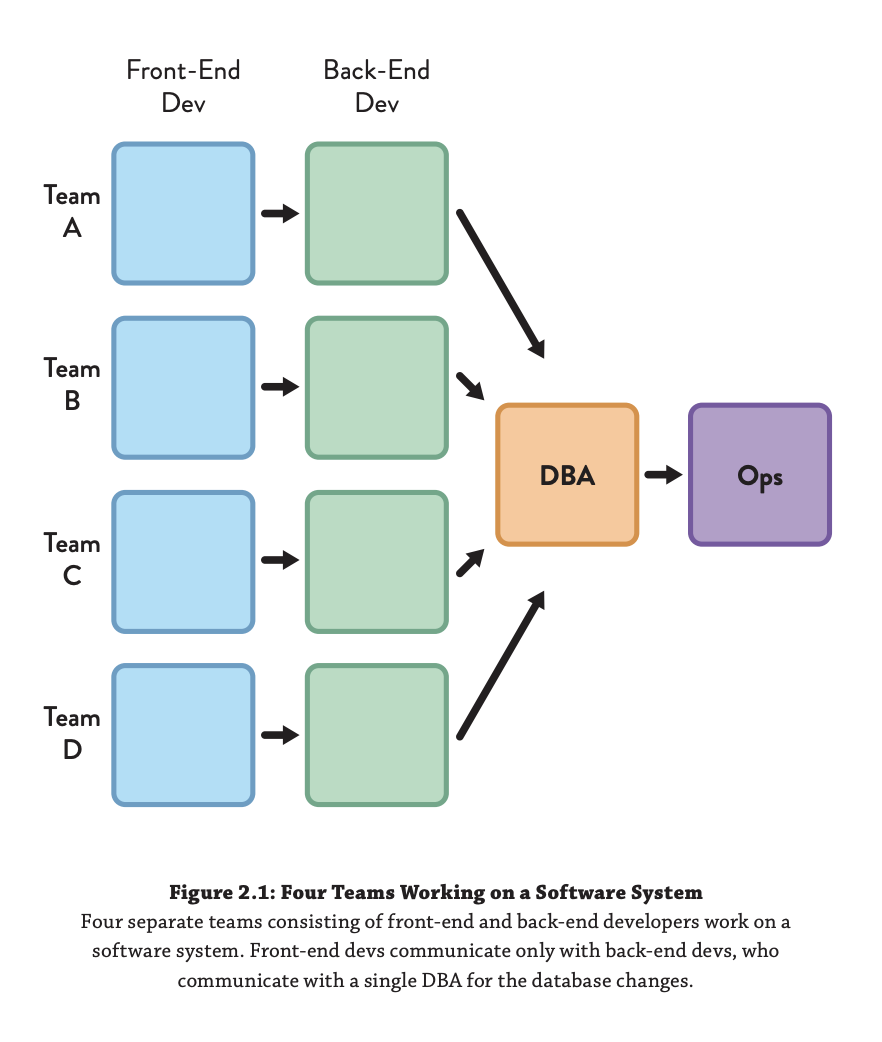 Front-End
Dev
Back-End
Dev
Team
A
Team
B
Team
C
Team
D
DBA
Ops
Figure 2.1: Four Teams Working on a Software System
Four separate teams consisting of front-end and back-end developers work on a
software system. Front-end devs communicate only with back-end devs, who
communicate with a single DBA for the database changes.